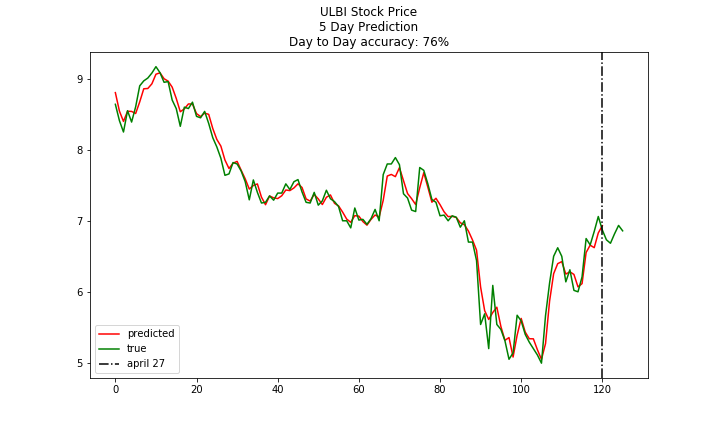 ULBI Stock Price
5 Day Prediction
Day to Day accuracy: 76%
9
8
7
6
5
predicted
true
april 27
0 20 40 60 80 100 120